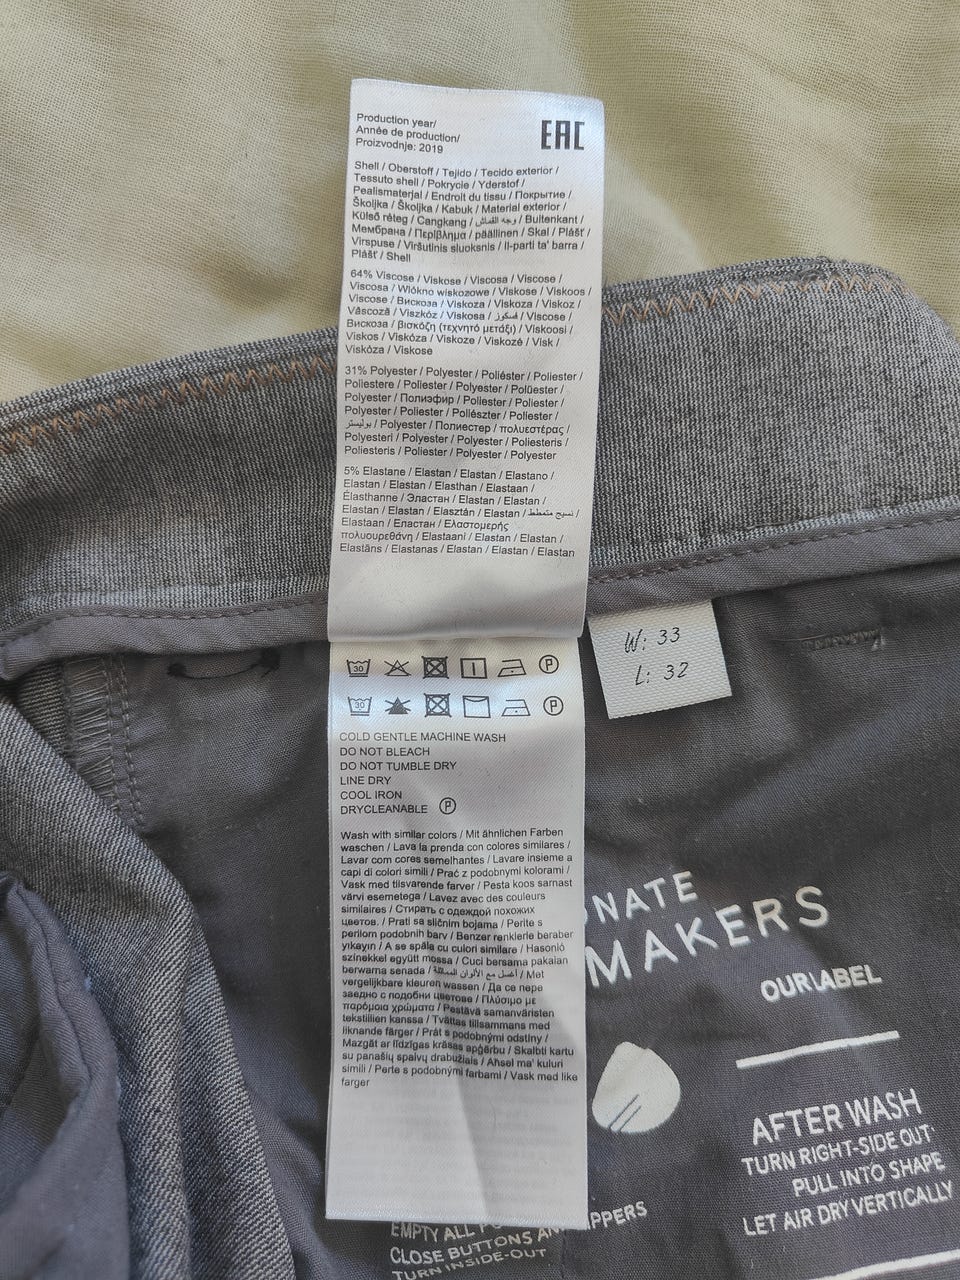 Production year/
Année de production/
Proizvodnje: 2019
EAC
Shell / Oberstoff / Tejido / Tecido exterior /
Tessuto shell / Pokrycie / Yderstof /
Pealismaterjal / Endroit du tissu / Покрытие /
Školjka / Školjka / Kabuk / Material exterior /
Külső réteg / Cangkang / وجه القماش / Buitenkant /
Мембрана / Περίβλημα / päällinen / Skal / Plášť /
Virspuse / Viršutinis sluoksnis / Il-parti ta' barra /
Plášť / Shell
64% Viscose / Viskose / Viscosa / Viscose /
Viscosa / Włókno wiskozowe / Viskose / Viskoos /
Viscose / Вискоза / Viskoza / Viskoza / Viskoz /
Vâscoză / Viszkóz / Viskosa / فسكوز / Viscose /
Вискоза / βισκόζη (τεχνητό μετάξι) / Viskoosi /
Viskos / Viskóza / Viskoze / Viskozė / Visk /
Viskóza / Viskose
31% Polyester / Polyester / Poliéster / Poliester /
Poliestere / Poliester / Polyester / Polüester /
Polyester / Полиэфир / Poliester / Poliester /
Polyester / Poliester / Poliészter / Poliester /
بوليستر / Polyester / Полиестер / πολυεστέρας /
Polyesteri / Polyester / Polyester / Poliesteris /
Poliesteris / Poliester / Polyester / Polyester
5% Elastane / Elastan / Elastan / Elastano /
Elastan / Elastan / Elasthan / Elastaan /
Élasthanne / Эластан / Elastan / Elastan /
Elastan / Elastan / Elasztán / Elastan / نسيج متمطط /
Elastaan / Еластан / Ελαστομερής
πολυουρεθάνη / Elastaani / Elastan / Elastan /
Elastāns / Elastanas / Elastan / Elastan / Elastan
W: 33
L: 32
30 P
30 P
COLD GENTLE MACHINE WASH
DO NOT BLEACH
DO NOT TUMBLE DRY
LINE DRY
COOL IRON
DRYCLEANABLE P
Wash with similar colors / Mit ähnlichen Farben
waschen / Lava la prenda con colores similares /
Lavar com cores semelhantes / Lavare insieme a
capi di colori simili / Prać z podobnymi kolorami /
Vask med tilsvarende farver / Pesta koos sarnast
värvi esemetega / Lavez avec des couleurs
similaires / Стирать с одеждой похожих
цветов. / Prati sa sličnim bojama / Perite s
perilom podobnih barv / Benzer renklerle beraber
yıkayın / A se spăla cu culori similare / Hasonló
színekkel együtt mossa / Cuci bersama pakaian
berwarna senada / أغسل مع الألوان المماثلة / Met
vergelijkbare kleuren wassen / Да се пере
заедно с подобни цветове / Πλύσιμο με
παρόμοια χρώματα / Pestävä samanväristen
tekstiilien kanssa / Tvättas tillsammans med
liknande färger / Prát s podobnými odstíny /
Mazgāt ar līdzīgas krāsas apģērbu / Skalbti kartu
su panašių spalvų drabužiais / Aħsel ma' kuluri
simili / Perte s podobnými farbami / Vask med like
farger
NATE
MAKERS
OUR LABEL
AFTER WASH
TURN RIGHT-SIDE OUT
PULL INTO SHAPE
LET AIR DRY VERTICALLY
EMPTY ALL
CLOSE BUTTONS IPPERS
TURN INSIDE-OUT